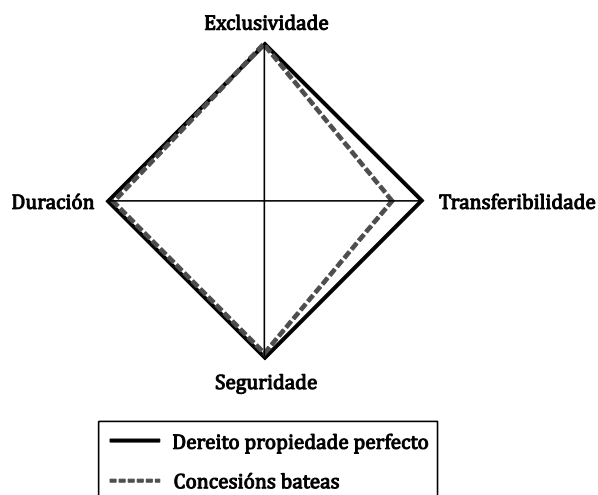 Exclusividade
Duración
Transferibilidade
Seguridade
Dereito propiedade perfecto
Concesións bateas